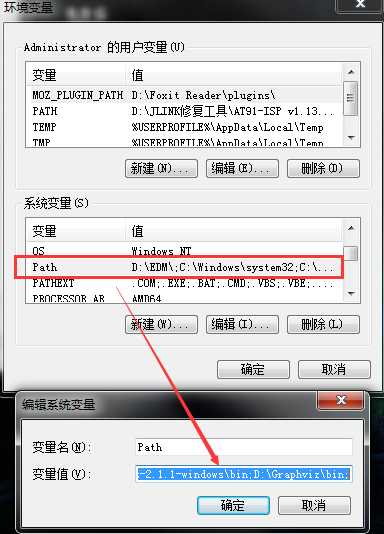 环境变量
Administrator 的用户变量(U)
变量 值
MOZ_PLUGIN_PATH D:\Foxit Reader\plugins\
PATH D:\JLINK修复工具\AT91-ISP v1.13...
TEMP %USERPROFILE%\AppData\Local\Temp
TMP %USERPROFILE%\AppData\Local\Temp
新建(N)... 编辑(E)... 删除(D)
系统变量(S)
变量 值
OS Windows_NT
Path D:\EDM\;C:\Windows\system32;C:\...
PATHEXT .COM;.EXE;.BAT;.CMD;.VBS;.VBE;...
PROCESSOR_AR AMD64
新建(W)... 编辑(I)... 删除(L)
确定 取消
编辑系统变量
变量名(N): Path
变量值(V): -2.1.1-windows\bin;D:\Graphviz\bin;
确定 取消